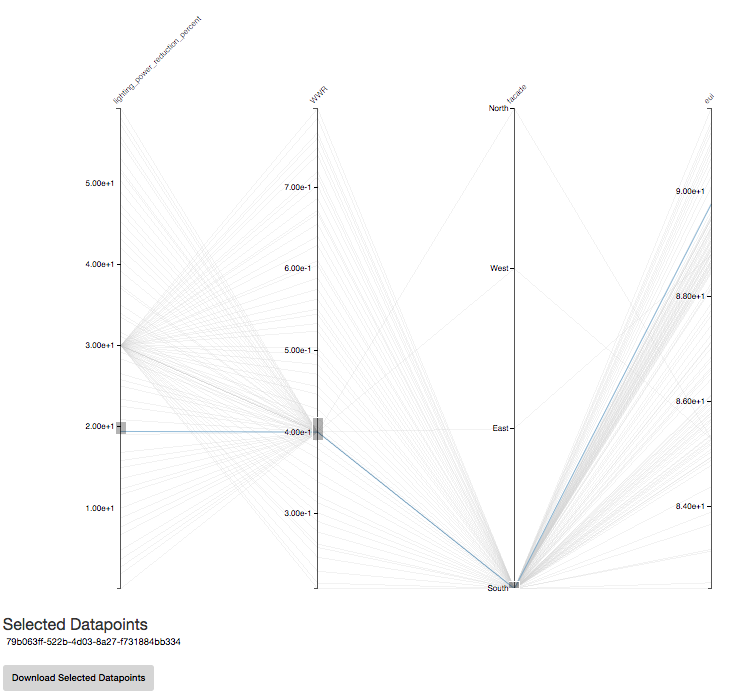 lighting_power_reduction_percent
WWR
facade
eui
5.00e+1
4.00e+1
3.00e+1
2.00e+1
1.00e+1
7.00e-1
6.00e-1
5.00e-1
4.00e-1
3.00e-1
North
West
East
South
9.00e+1
8.80e+1
8.60e+1
8.40e+1
Selected Datapoints
79b063ff-522b-4d03-8a27-f731884bb334
Download Selected Datapoints